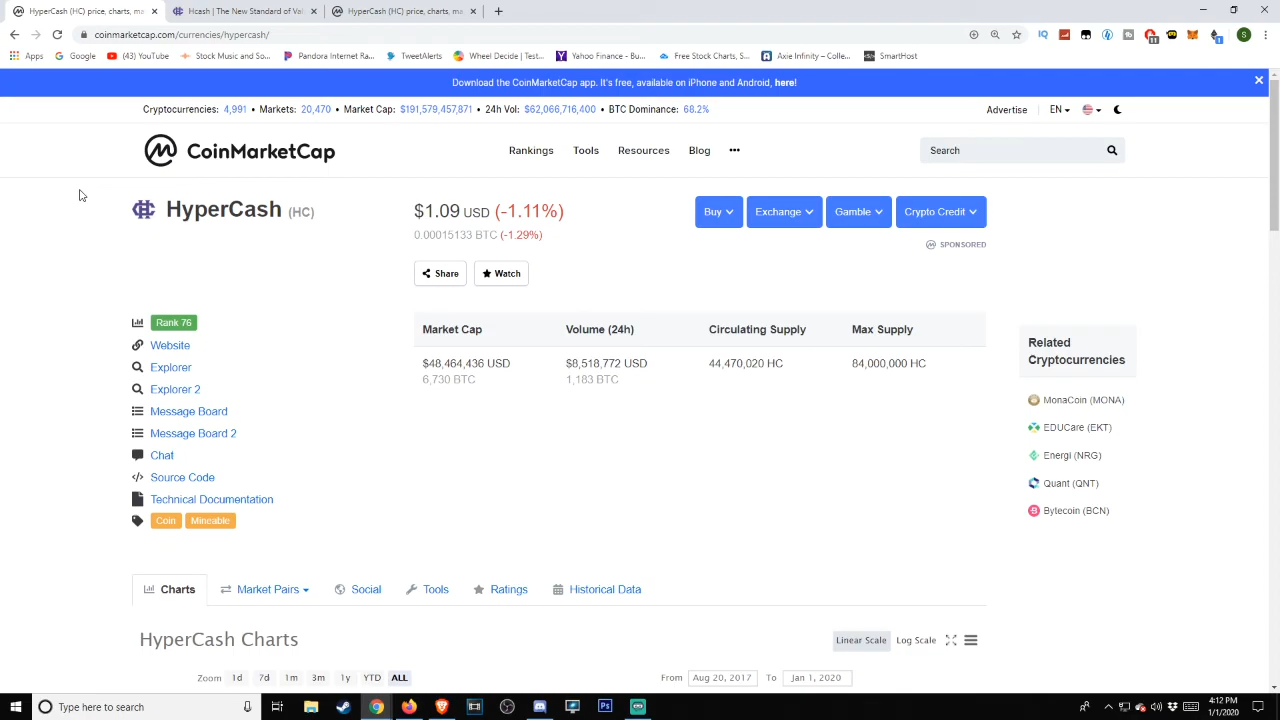 HyperCash (HC) price, charts, ma
Hash | The New Standard of Val
HyperCash (HC) price, charts, ma
coinmarketcap.com/currencies/hypercash/
Apps
Google
(43) YouTube
Stock Music and So...
Pandora Internet Ra...
TweetAlerts
Wheel Decide | Test...
Yahoo Finance - Bu...
Free Stock Charts, S...
Axie Infinity – Colle...
SmartHost
Download the CoinMarketCap app. It's free, available on iPhone and Android, here!
Cryptocurrencies: 4,991 • Markets: 20,470 • Market Cap: $191,579,457,871 • 24h Vol: $62,066,716,400 • BTC Dominance: 68.2%
Advertise
EN
CoinMarketCap
Rankings
Tools
Resources
Blog
Search
HyperCash (HC)
$1.09 USD (-1.11%)
0.00015133 BTC (-1.29%)
Buy
Exchange
Gamble
Crypto Credit
SPONSORED
Share
Watch
Rank 76
Website
Explorer
Explorer 2
Message Board
Message Board 2
Chat
Source Code
Technical Documentation
Coin
Mineable
Market Cap
Volume (24h)
Circulating Supply
Max Supply
$48,464,436 USD
$8,518,772 USD
44,470,020 HC
84,000,000 HC
6,730 BTC
1,183 BTC
Related
Cryptocurrencies
MonaCoin (MONA)
EDUCare (EKT)
Energi (NRG)
Quant (QNT)
Bytecoin (BCN)
Charts
Market Pairs
Social
Tools
Ratings
Historical Data
HyperCash Charts
Linear Scale
Log Scale
Zoom
1d
7d
1m
3m
1y
YTD
ALL
From
Aug 20, 2017
To
Jan 1, 2020
Type here to search
4:12 PM
1/1/2020